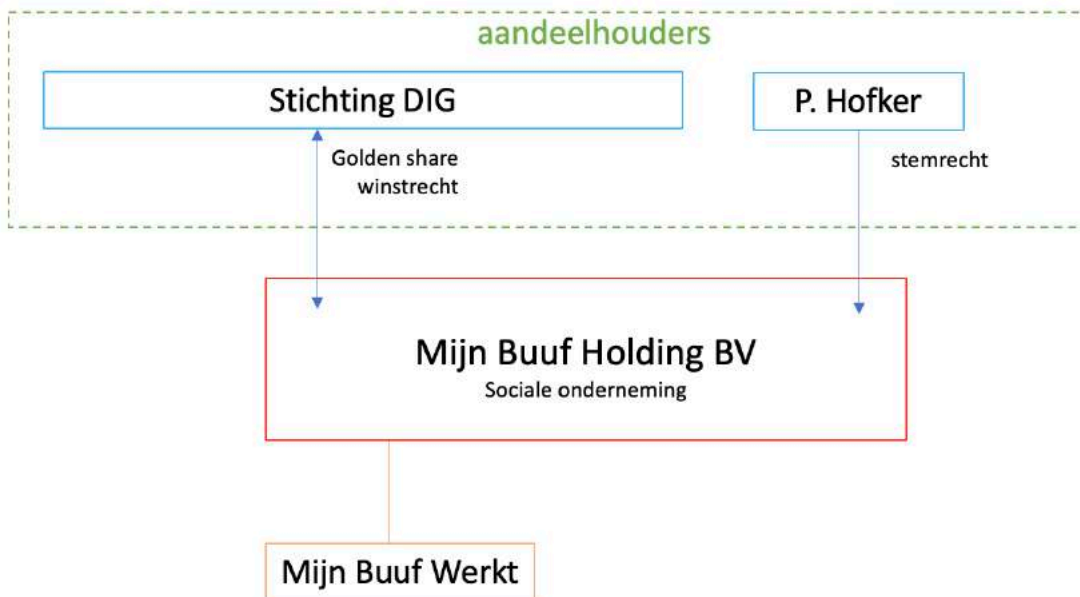 aandeelhouders
Stichting DIG
P. Hofker
Golden share
winstrecht
stemrecht
Mijn Buuf Holding BV
Sociale onderneming
Mijn Buuf Werkt